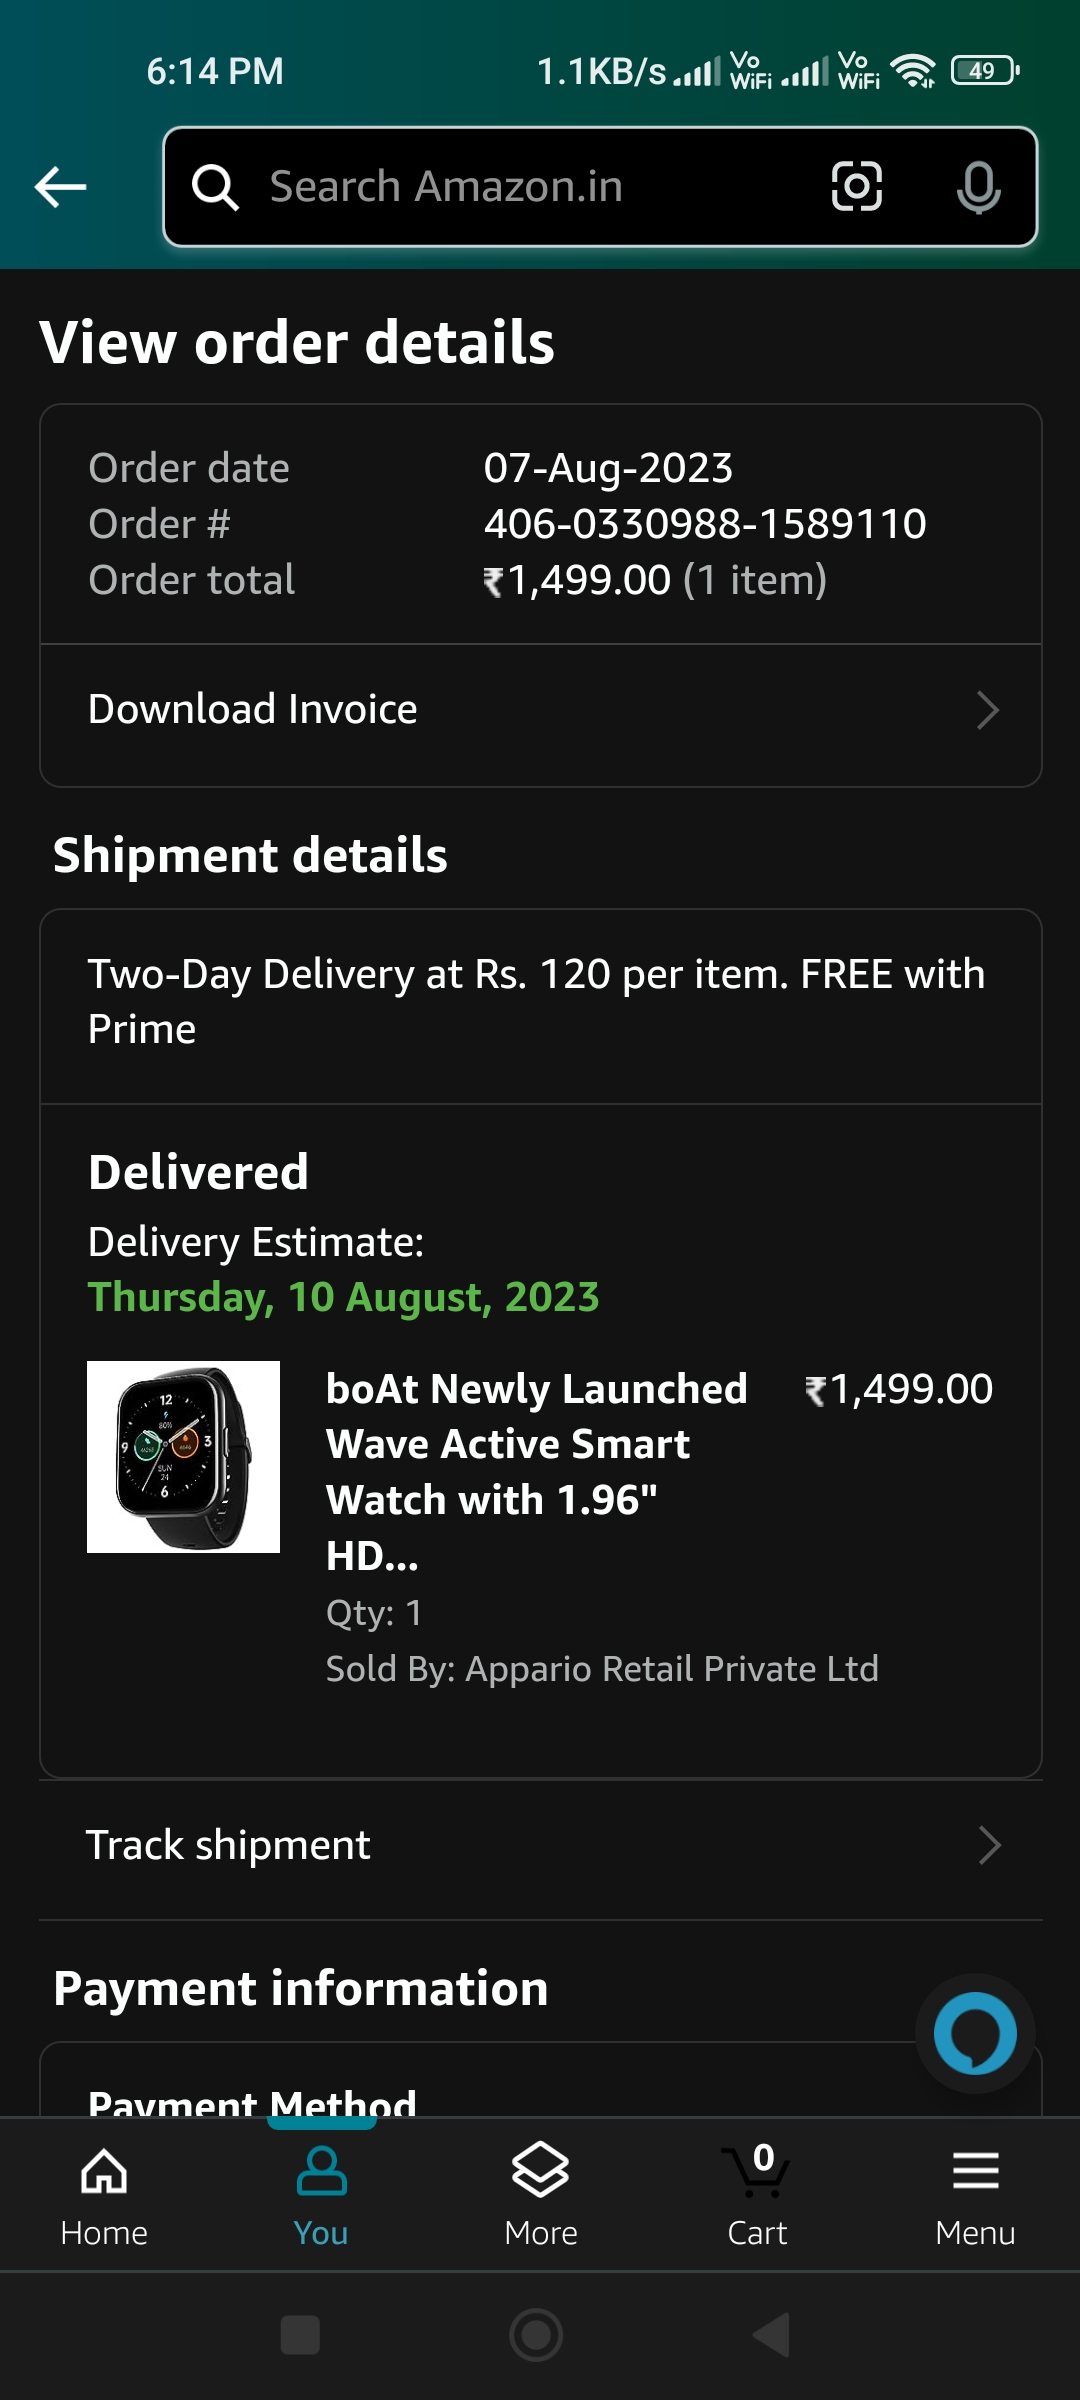 6:14 PM 1.1KB/s Vo WiFi Vo WiFi 49
Search Amazon.in
View order details
Order date 07-Aug-2023
Order # 406-0330988-1589110
Order total ₹1,499.00 (1 item)
Download Invoice
Shipment details
Two-Day Delivery at Rs. 120 per item. FREE with
Prime
Delivered
Delivery Estimate:
Thursday, 10 August, 2023
12
80%
9 3
SUN
24
6
boAt Newly Launched ₹1,499.00
Wave Active Smart
Watch with 1.96"
HD...
Qty: 1
Sold By: Appario Retail Private Ltd
Track shipment
Payment information
Payment Method
0
Home You More Cart Menu